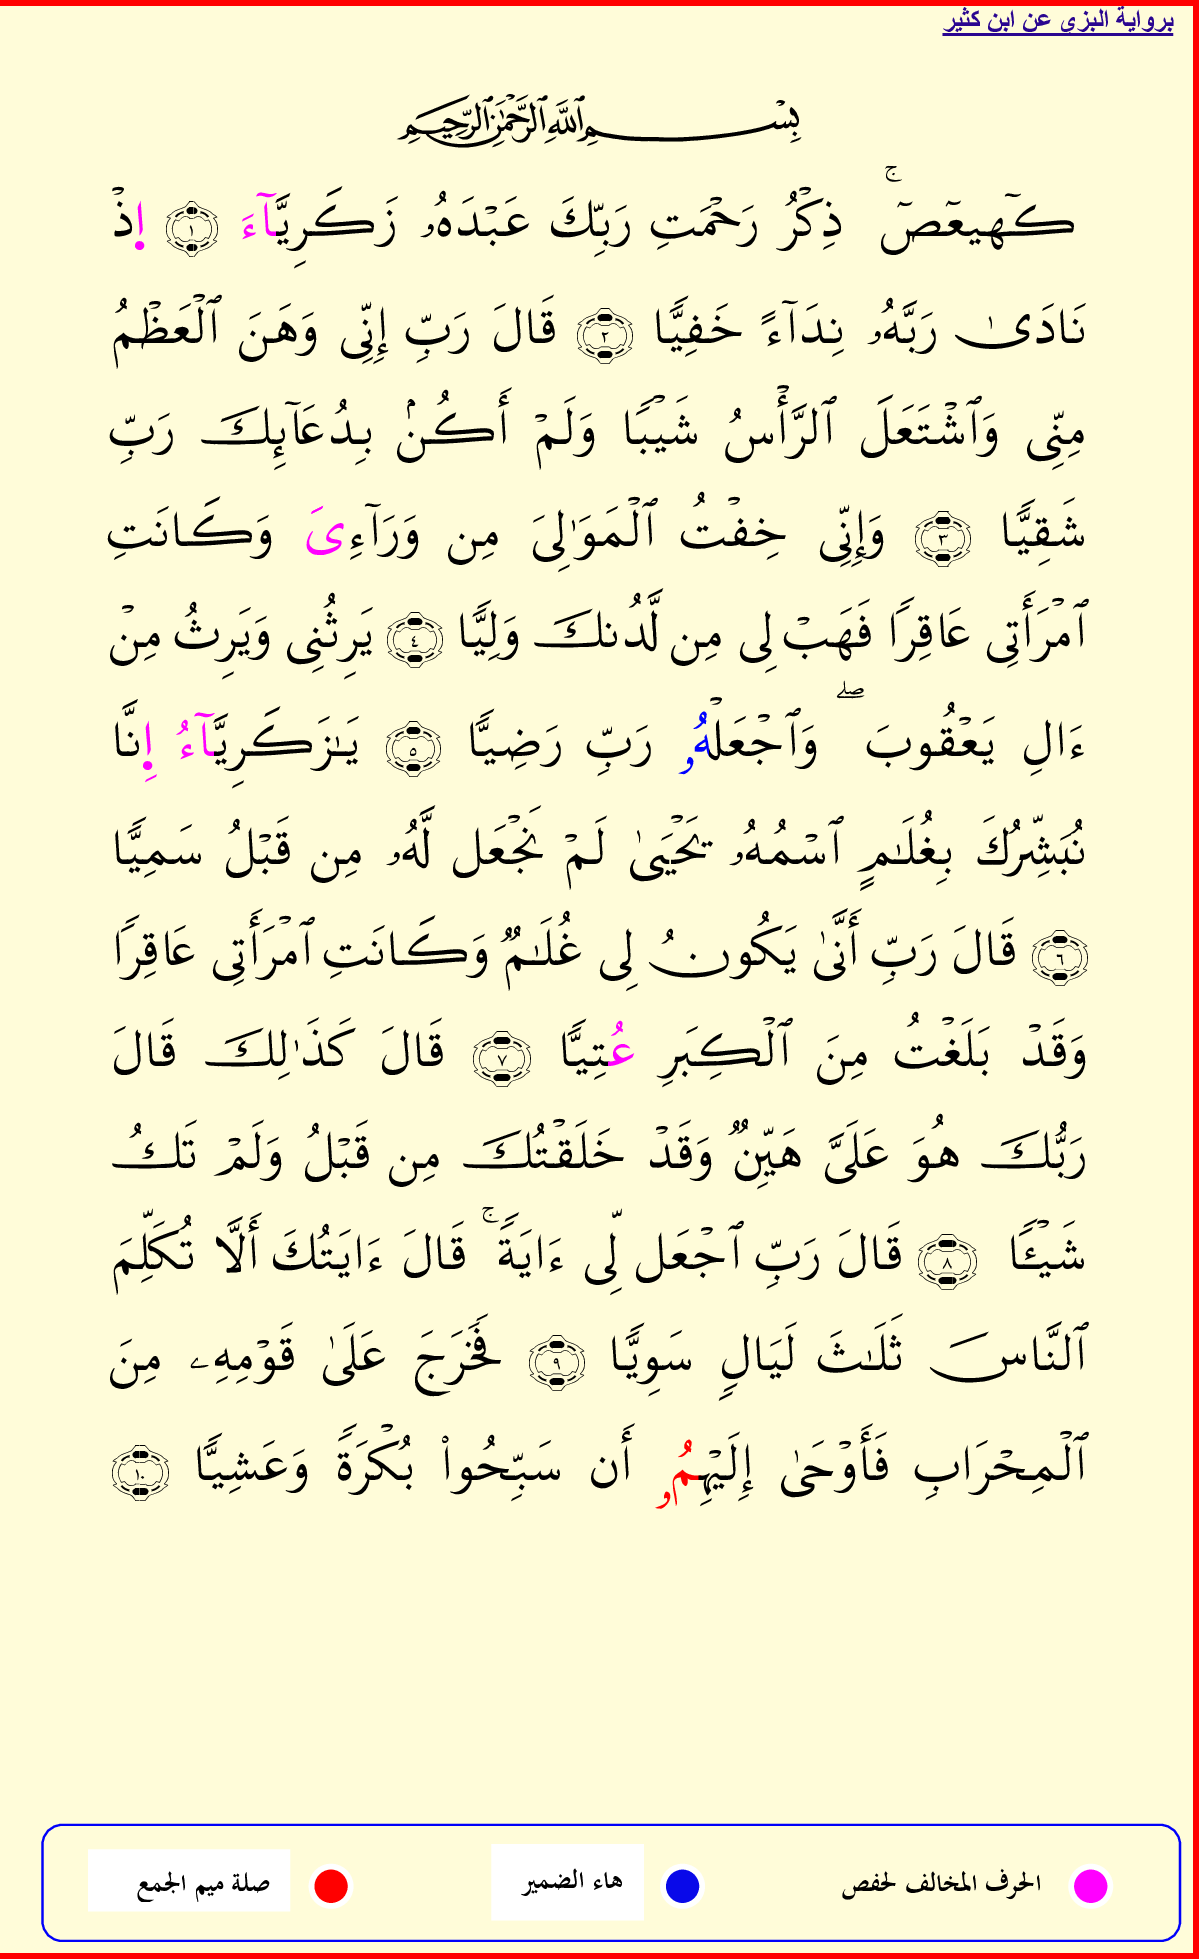 برواية البزى عن ابن كثير
بِسْمِ ٱللَّهِ ٱلرَّحْمَٰنِ ٱلرَّحِيمِ
كٓهيعٓصٓ ۚ ذِكْرُ رَحْمَتِ رَبِّكَ عَبْدَهُۥ زَكَرِيَّآءَ ١ إِذْ
نَادَىٰ رَبَّهُۥ نِدَآءً خَفِيًّا ٢ قَالَ رَبِّ إِنِّى وَهَنَ ٱلْعَظْمُ
مِنِّى وَٱشْتَعَلَ ٱلرَّأْسُ شَيْبًا وَلَمْ أَكُنۢ بِدُعَآئِكَ رَبِّ
شَقِيًّا ٣ وَإِنِّى خِفْتُ ٱلْمَوَٰلِىَ مِن وَرَآءِىَ وَكَانَتِ
ٱمْرَأَتِى عَاقِرًا فَهَبْ لِى مِن لَّدُنكَ وَلِيًّا ٤ يَرِثُنِى وَيَرِثُ مِنْ
ءَالِ يَعْقُوبَ ۖ وَٱجْعَلْهُۥ رَبِّ رَضِيًّا ٥ يَـٰزَكَرِيَّآءُ إِنَّا
نُبَشِّرُكَ بِغُلَـٰمٍ ٱسْمُهُۥ يَحْيَىٰ لَمْ نَجْعَل لَّهُۥ مِن قَبْلُ سَمِيًّا
٦ قَالَ رَبِّ أَنَّىٰ يَكُونُ لِى غُلَـٰمٌ وَكَانَتِ ٱمْرَأَتِى عَاقِرًا
وَقَدْ بَلَغْتُ مِنَ ٱلْكِبَرِ عُتِيًّا ٧ قَالَ كَذَٰلِكَ قَالَ
رَبُّكَ هُوَ عَلَىَّ هَيِّنٌ وَقَدْ خَلَقْتُكَ مِن قَبْلُ وَلَمْ تَكُ
شَيْـًٔا ٨ قَالَ رَبِّ ٱجْعَل لِّى ءَايَةً ۚ قَالَ ءَايَتُكَ أَلَّا تُكَلِّمَ
ٱلنَّاسَ ثَلَـٰثَ لَيَالٍ سَوِيًّا ٩ فَخَرَجَ عَلَىٰ قَوْمِهِۦ مِنَ
ٱلْمِحْرَابِ فَأَوْحَىٰ إِلَيْهِمُۥ أَن سَبِّحُوا۟ بُكْرَةً وَعَشِيًّا ١٠
الحرف المخالف لحفص
هاء الضمير
صلة ميم الجمع